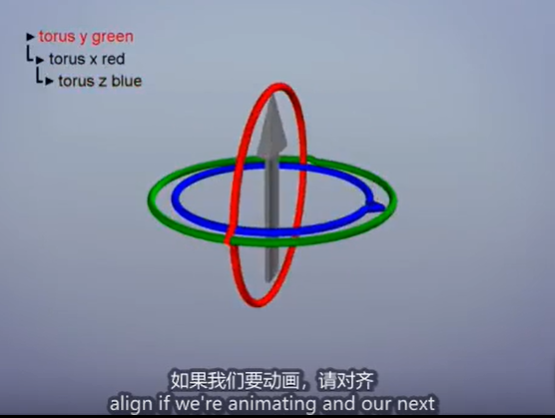 torus y green
torus x red
torus z blue
如果我们要动画，请对齐
align if we're animating and our next